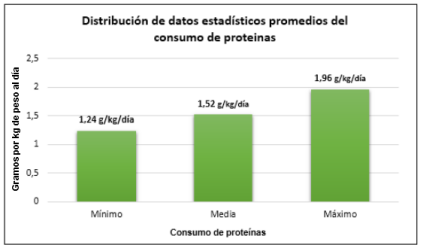 Distribución de datos estadísticos promedios del
consumo de proteinas
Gramos por kg de peso al día
2,5
2
1,5
1
0,5
0
1,24 g/kg/día
1,52 g/kg/día
1,96 g/kg/día
Mínimo
Media
Máximo
Consumo de proteínas